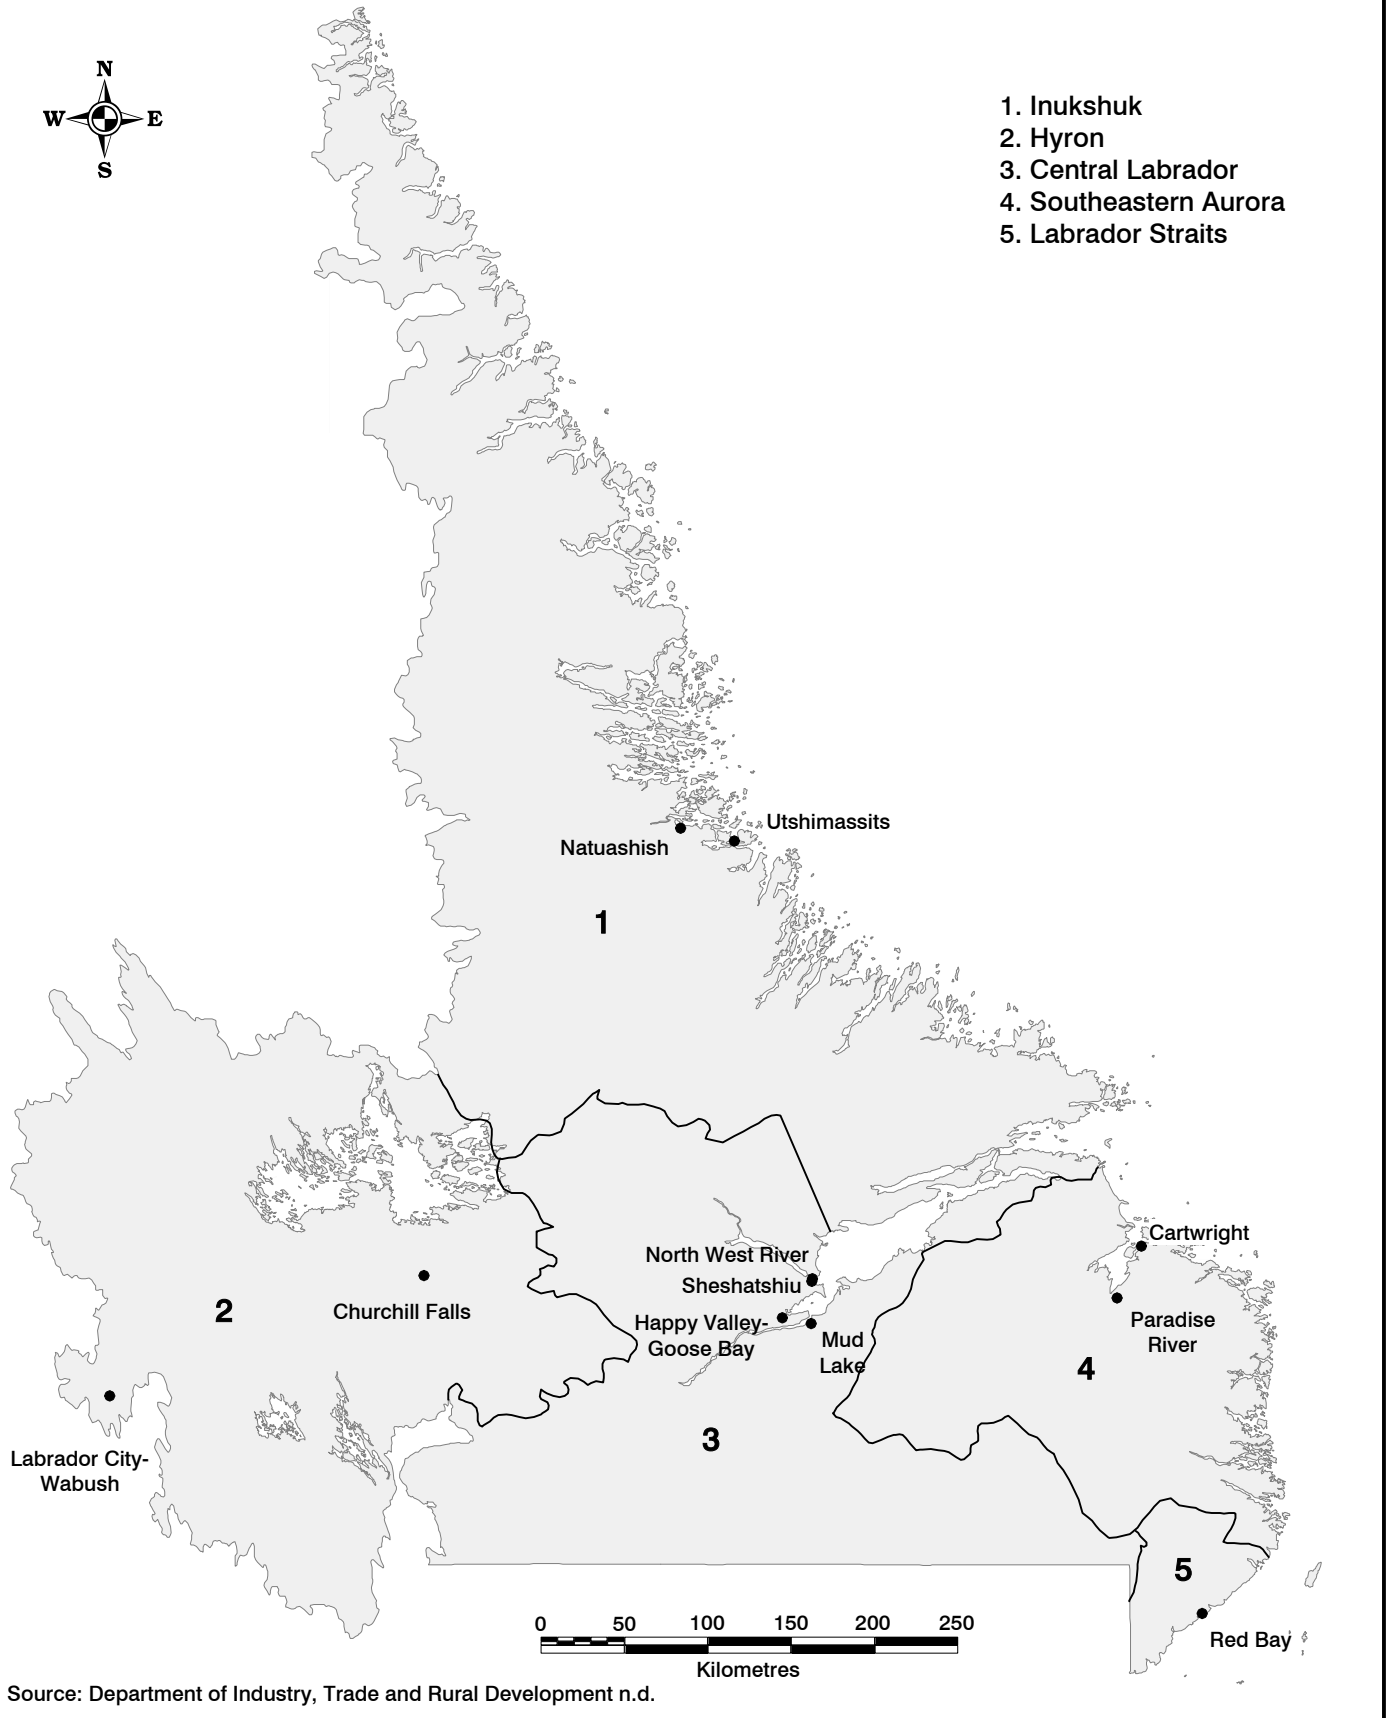 N
W E
S
1. Inukshuk
2. Hyron
3. Central Labrador
4. Southeastern Aurora
5. Labrador Straits
Utshimassits
Natuashish
1
Cartwright
North West River
Sheshatshiu
2
Churchill Falls
Happy Valley-
Goose Bay
Mud
Lake
Paradise
River
4
3
Labrador City-
Wabush
5
0 50 100 150 200 250
Kilometres
Red Bay
Source: Department of Industry, Trade and Rural Development n.d.